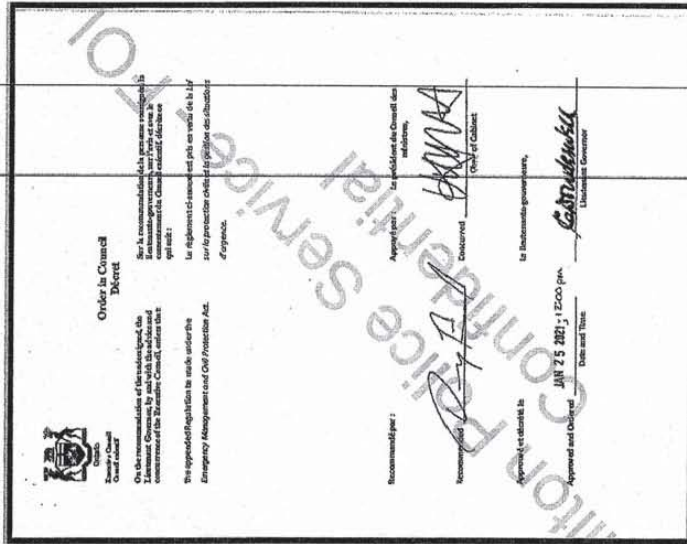 Ontario
Executive Council
Conseil exécutif
Order in Council
Décret
On the recommendation of the undersigned, the
Lieutenant Governor, by and with the advice and
concurrence of the Executive Council, orders that:
Sur la recommandation de la personne soussignée, la
lieutenante-gouverneure, sur l'avis et avec le
consentement du Conseil exécutif, décrète ce
qui suit :
The appended Regulation be made under the
Emergency Management and Civil Protection Act.
Le règlement ci-annexé est pris en vertu de la Loi
sur la protection civile et la gestion des situations
d'urgence.
Recommandé par :
Appuyé par : Le président du Conseil des
ministres,
Recommended
Concurred
Chair of Cabinet
Approuvé et décrété le
La lieutenante-gouverneure,
Approved and Ordered JAN 25 2021, 12:00 pm
Date and Time
Lieutenant Governor
ilton Police Service - FOI
Confidential